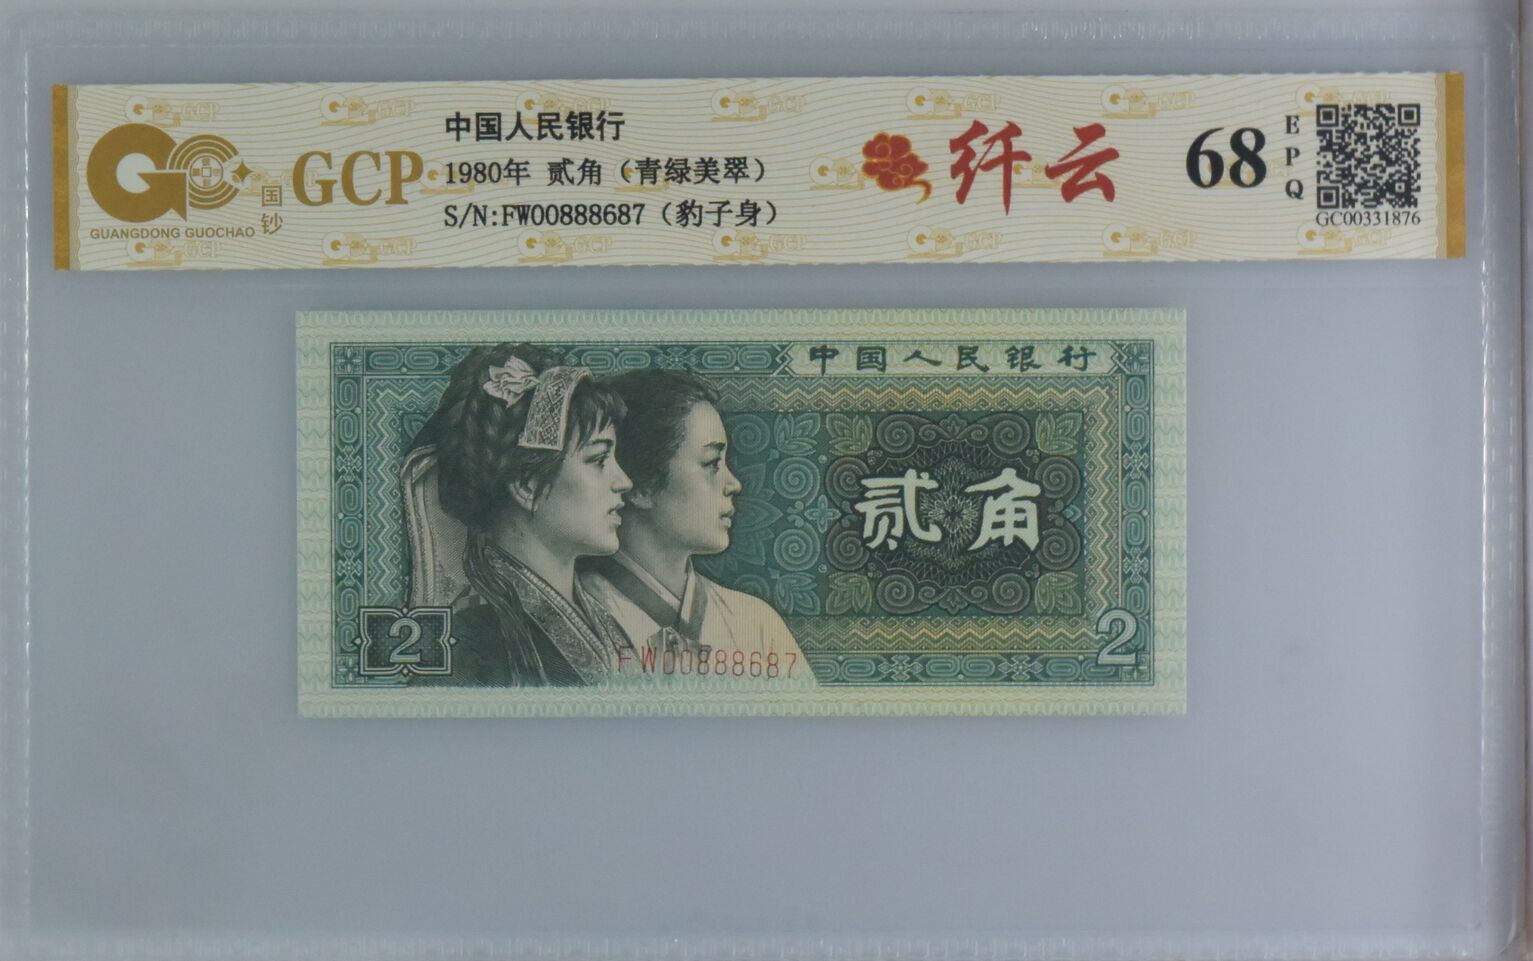 中国人民银行
1980年 贰角（青绿美翠）
S/N:FW00888687（豹子身）
GCP
国钞
GUANGDONG GUOCHAO
纤云
68
EPQ
GC00331876
中国人民银行
贰角
2
2
FW00888687